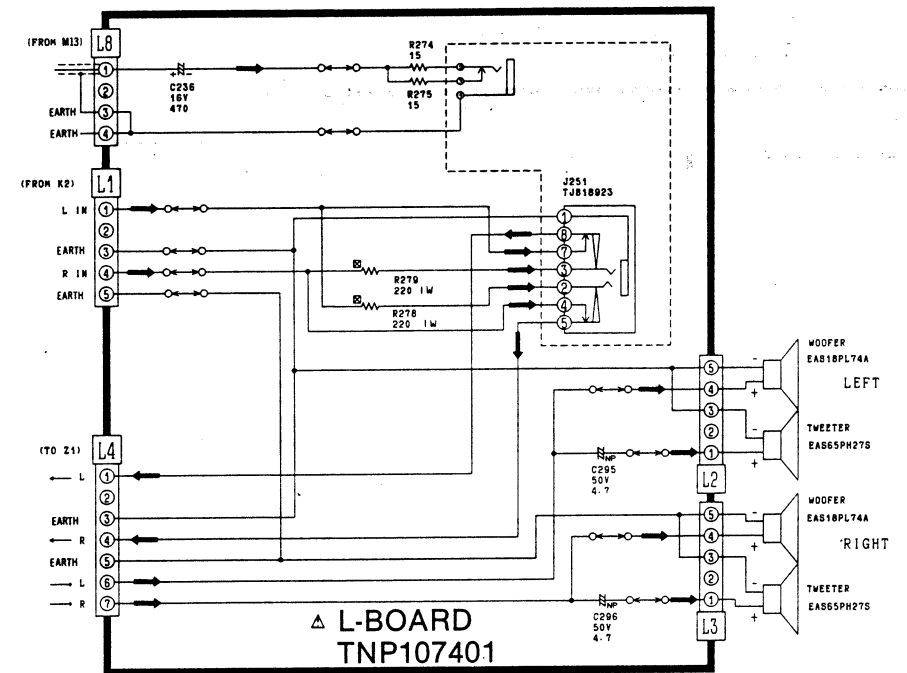 (FROM M13) L8
1
2
EARTH 3
EARTH 4
C236
16V
470
R274
15
R275
15
(FROM K2) L1
L IN 1
2
EARTH 3
R IN 4
EARTH 5
R279
220 1W
R278
220 1W
J251
TJB18923
1
8
7
3
2
4
5
(TO Z1) L4
← L 1
2
EARTH 3
← R 4
EARTH 5
→ L 6
→ R 7
C295
50V
4.7
NP
C296
50V
4.7
NP
5
4
3
2
1
L2
5
4
3
2
1
L3
WOOFER
EAS18PL74A
LEFT
TWEETER
EAS65PH27S
WOOFER
EAS18PL74A
RIGHT
TWEETER
EAS65PH27S
⚠ L-BOARD
TNP107401